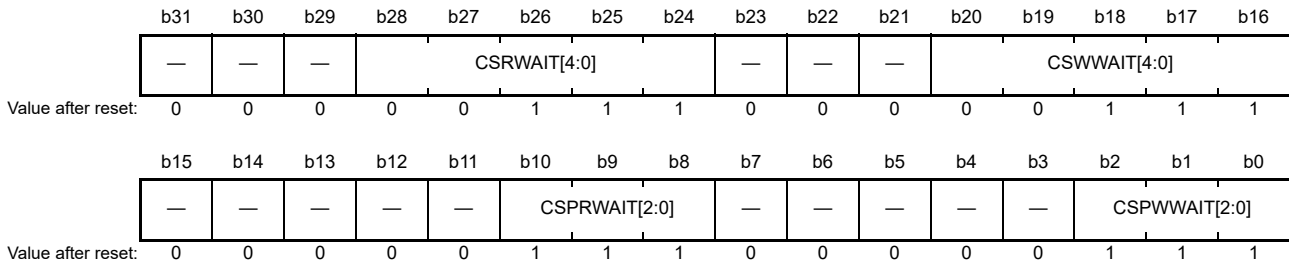 b31 b30 b29 b28 b27 b26 b25 b24 b23 b22 b21 b20 b19 b18 b17 b16
— — — CSRWAIT[4:0] — — — CSWWAIT[4:0]
Value after reset: 0 0 0 0 0 1 1 1 0 0 0 0 0 1 1 1
b15 b14 b13 b12 b11 b10 b9 b8 b7 b6 b5 b4 b3 b2 b1 b0
— — — — — CSPRWAIT[2:0] — — — — — CSPWWAIT[2:0]
Value after reset: 0 0 0 0 0 1 1 1 0 0 0 0 0 1 1 1